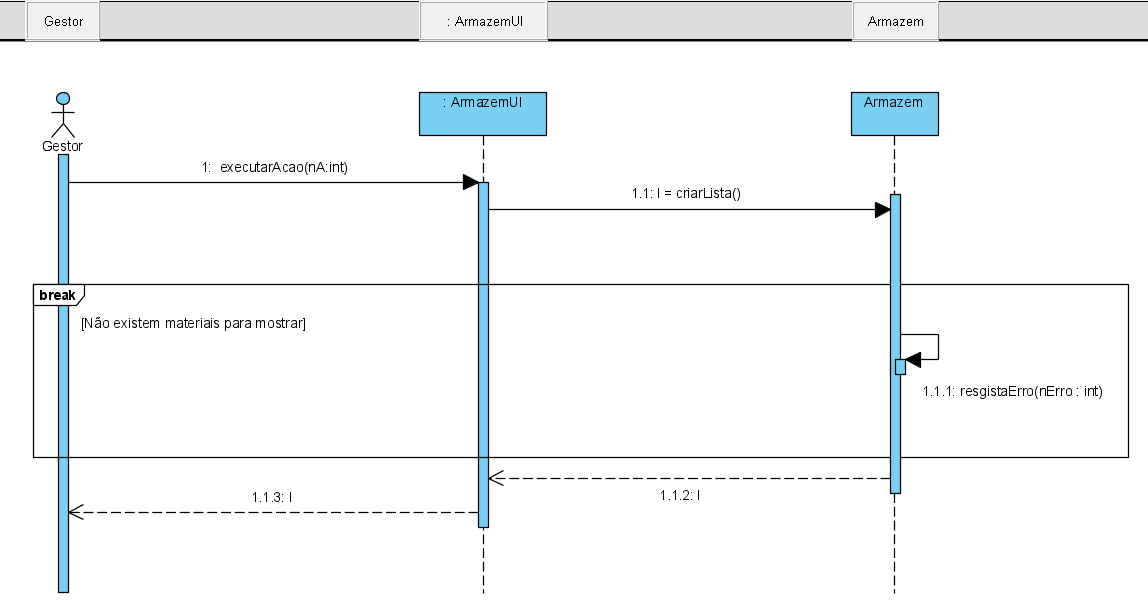 Gestor
: ArmazemUI
Armazem
: ArmazemUI
Armazem
Gestor
1: executarAcao(nA:int)
1.1: l = criarLista()
break
[Não existem materiais para mostrar]
1.1.1: resgistaErro(nErro : int)
1.1.2: l
1.1.3: l